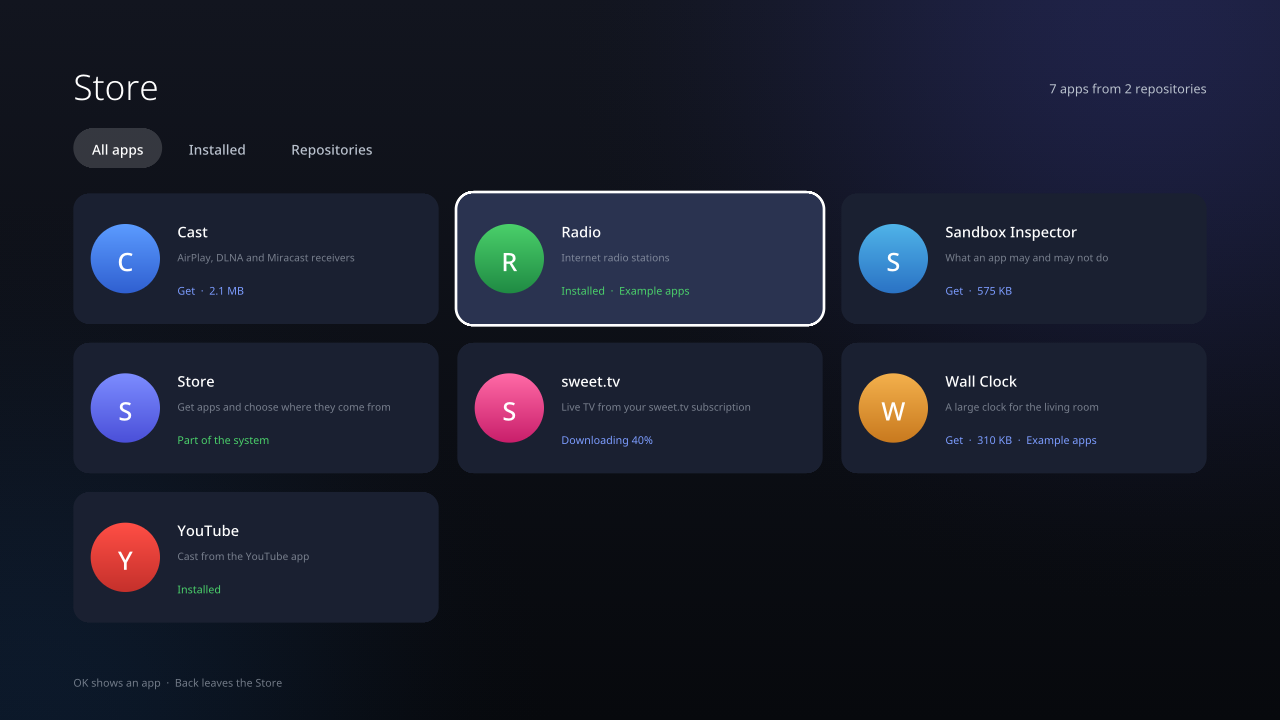 Store
7 apps from 2 repositories
All apps
Installed
Repositories
C
Cast
AirPlay, DLNA and Miracast receivers
Get · 2.1 MB
R
Radio
Internet radio stations
Installed · Example apps
S
Sandbox Inspector
What an app may and may not do
Get · 575 KB
S
Store
Get apps and choose where they come from
Part of the system
S
sweet.tv
Live TV from your sweet.tv subscription
Downloading 40%
W
Wall Clock
A large clock for the living room
Get · 310 KB · Example apps
Y
YouTube
Cast from the YouTube app
Installed
OK shows an app · Back leaves the Store